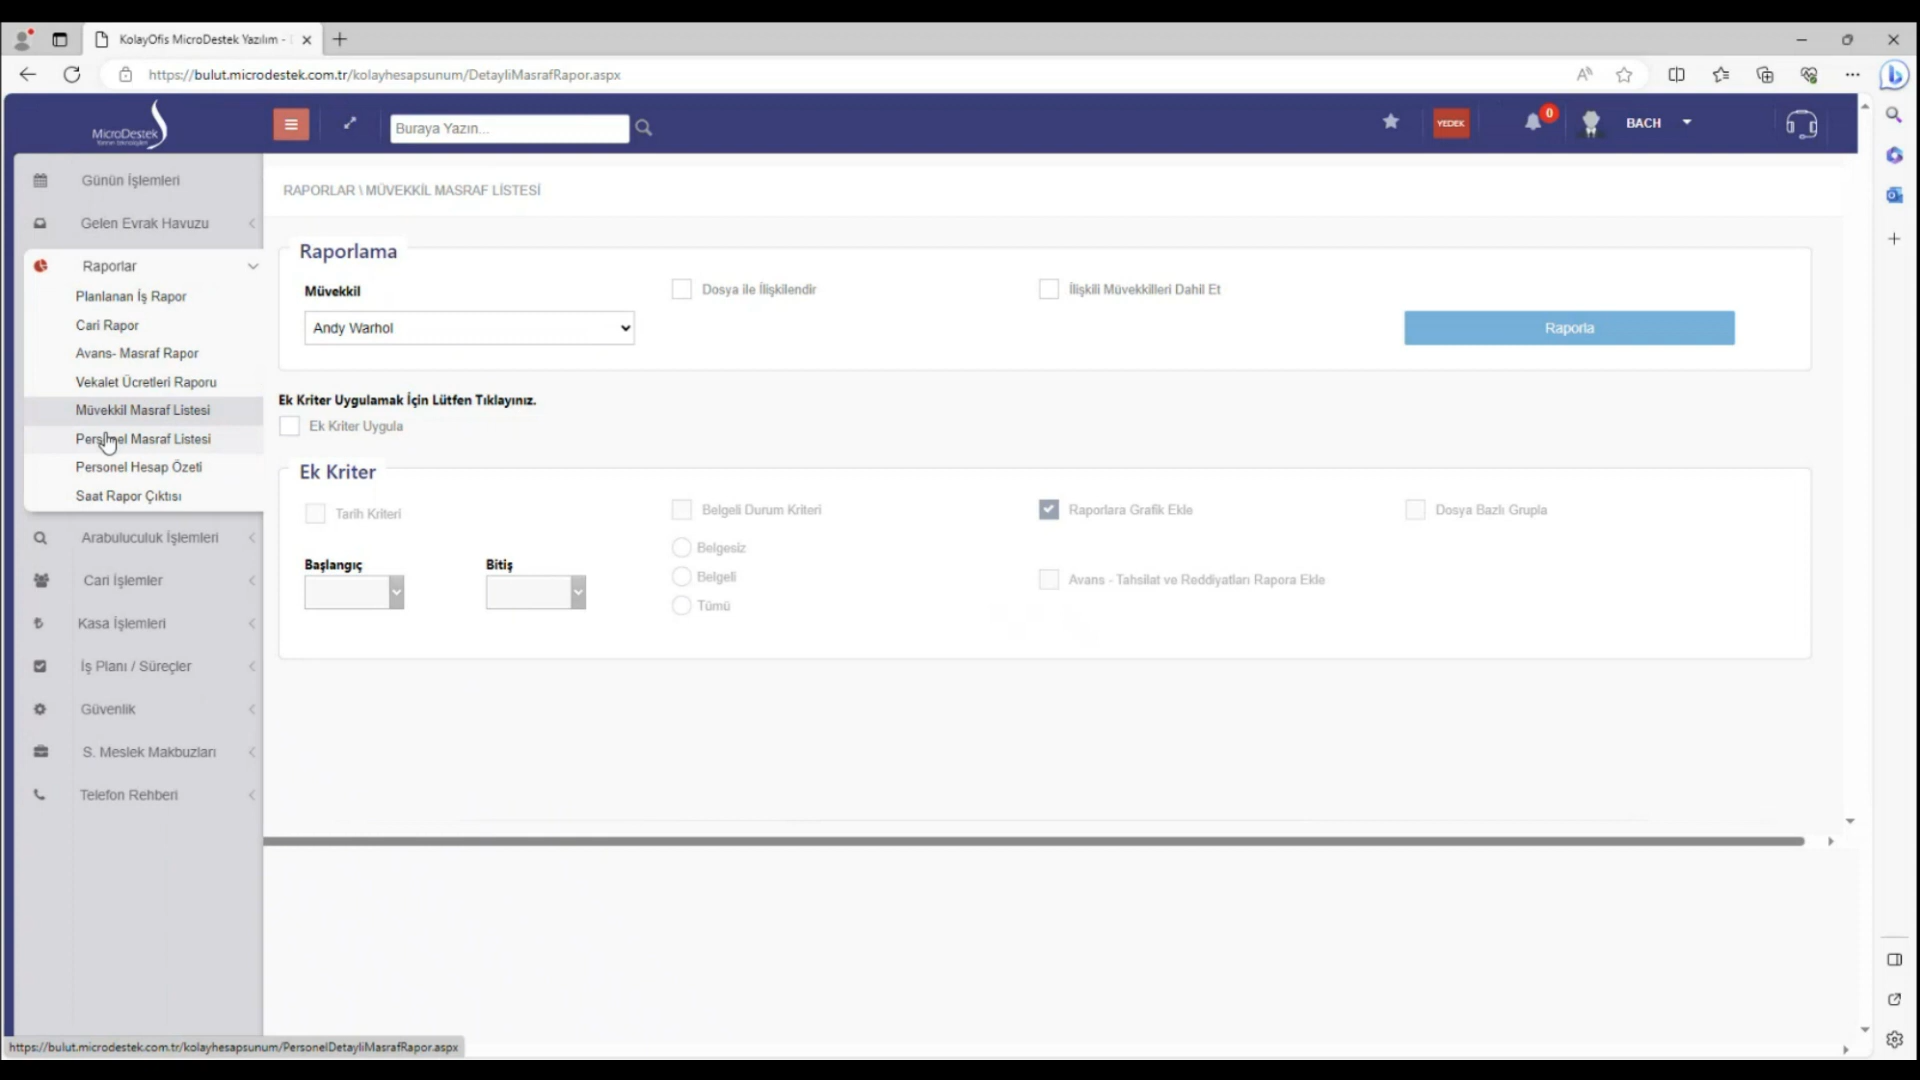 KolayOfis MicroDestek Yazılım -
https://bulut.microdestek.com.tr/kolayhesapsunum/DetayliMasrafRapor.aspx
MicroDestek
Buraya Yazın...
YEDEK
0
BACH
Günün İşlemleri
Gelen Evrak Havuzu
Raporlar
Planlanan İş Rapor
Cari Rapor
Avans- Masraf Rapor
Vekalet Ücretleri Raporu
Müvekkil Masraf Listesi
Personel Masraf Listesi
Personel Hesap Özeti
Saat Rapor Çıktısı
Arabuluculuk İşlemleri
Cari İşlemler
Kasa İşlemleri
İş Planı / Süreçler
Güvenlik
S. Meslek Makbuzları
Telefon Rehberi
RAPORLAR \ MÜVEKKİL MASRAF LİSTESİ
Raporlama
Müvekkil
Dosya ile İlişkilendir
İlişkili Müvekkilleri Dahil Et
Andy Warhol
Raporla
Ek Kriter Uygulamak İçin Lütfen Tıklayınız.
Ek Kriter Uygula
Ek Kriter
Tarih Kriteri
Belgeli Durum Kriteri
Raporlara Grafik Ekle
Dosya Bazlı Grupla
Başlangıç
Bitiş
Belgesiz
Belgeli
Tümü
Avans - Tahsilat ve Reddiyatları Rapora Ekle
https://bulut.microdestek.com.tr/kolayhesapsunum/PersonelDetayliMasrafRapor.aspx